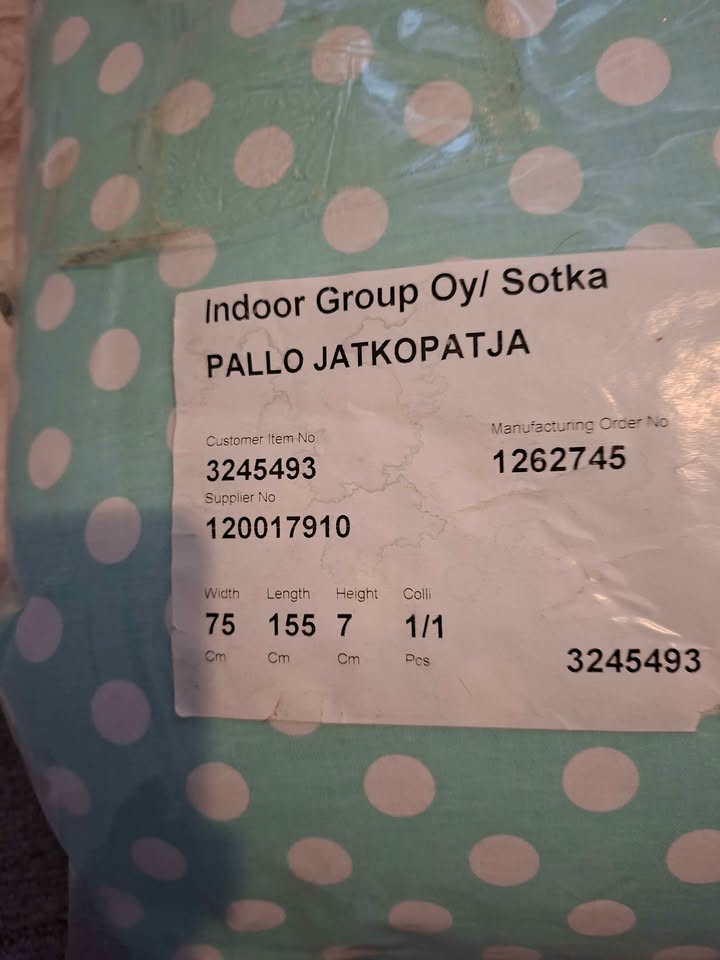 Indoor Group Oy/ Sotka
PALLO JATKOPATJA
Customer Item No
Manufacturing Order No
3245493
1262745
Supplier No
120017910
Width Length Height Colli
75 155 7 1/1
Cm Cm Cm Pcs
3245493